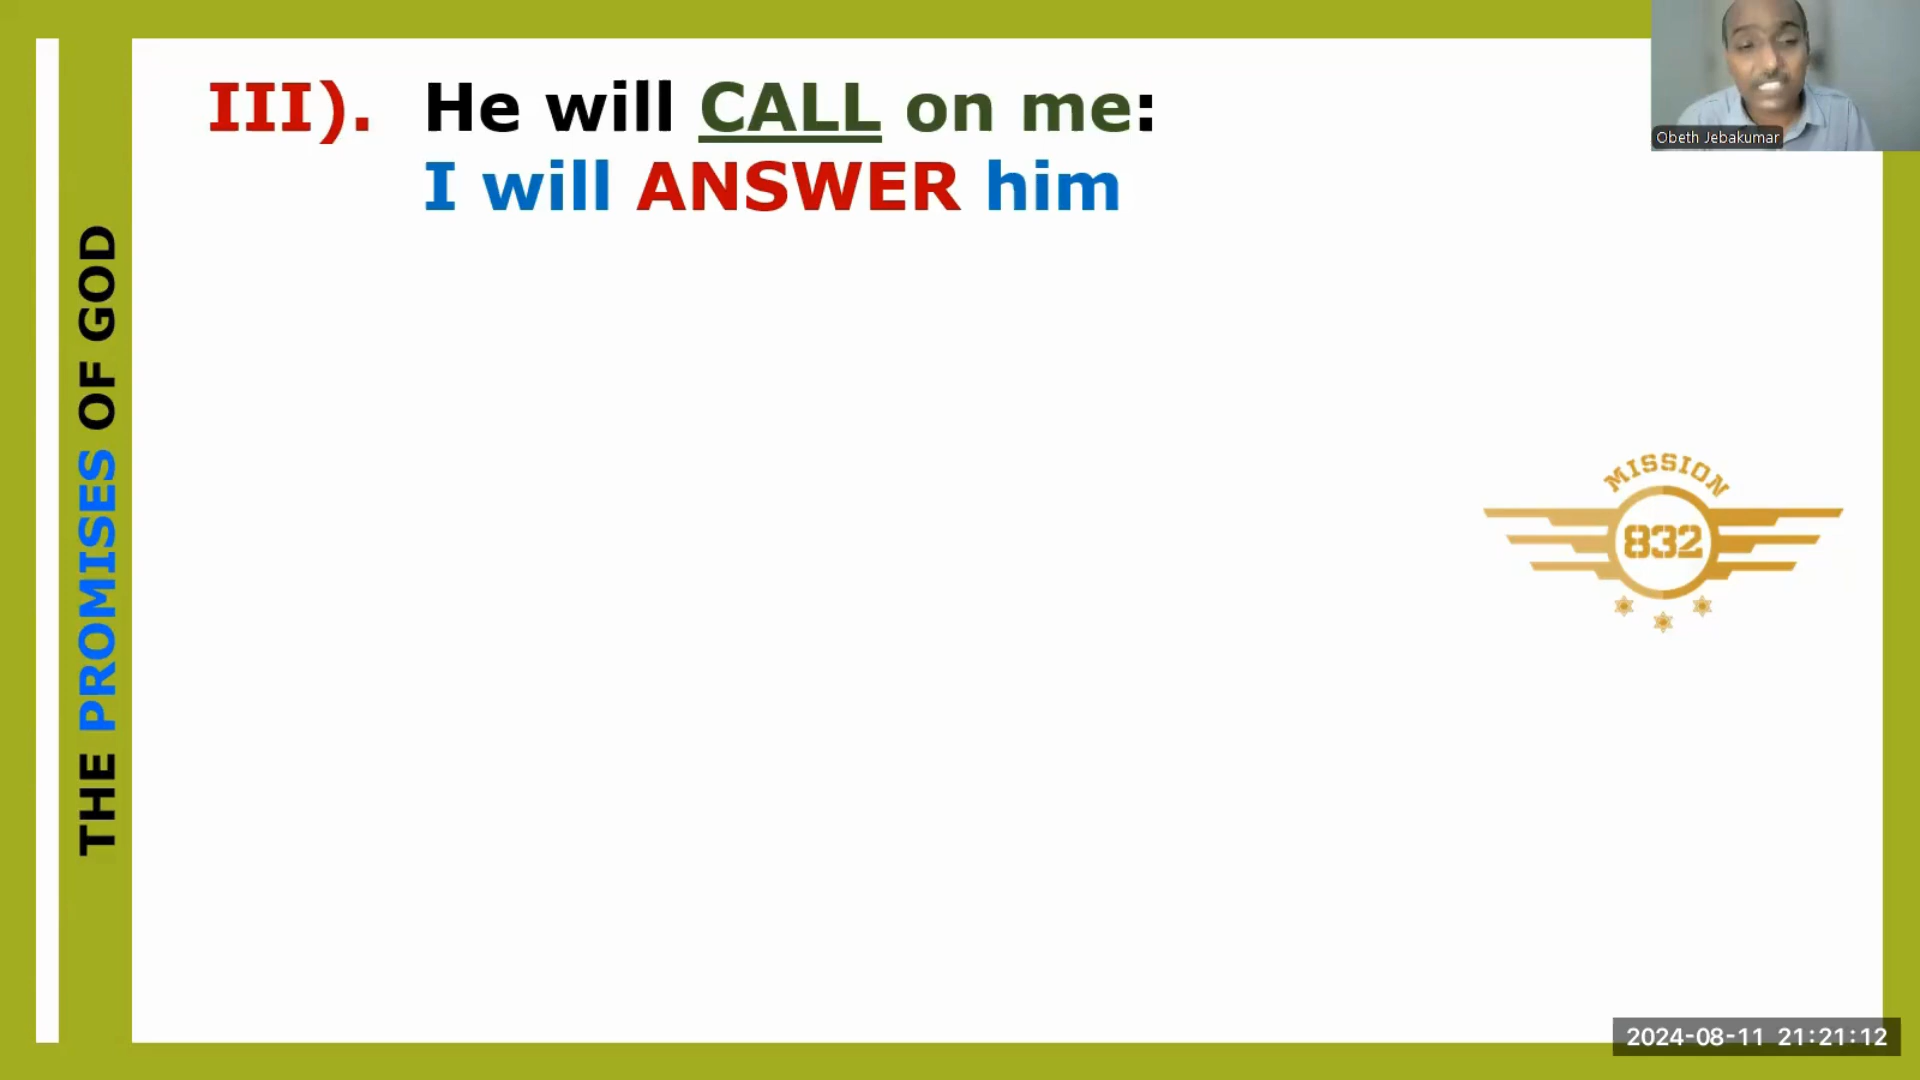 III). He will CALL on me:
I will ANSWER him
THE PROMISES OF GOD
Obeth Jebakumar
MISSION
832
2024-08-11 21:21:12